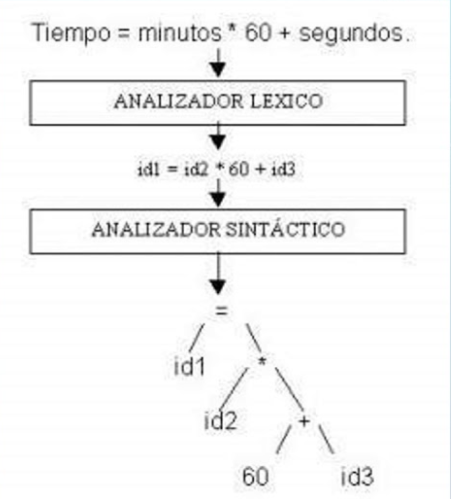 Tiempo = minutos * 60 + segundos.
ANALIZADOR LEXICO
id1 = id2 * 60 + id3
ANALIZADOR SINTÁCTICO
=
id1 *
id2 +
60 id3